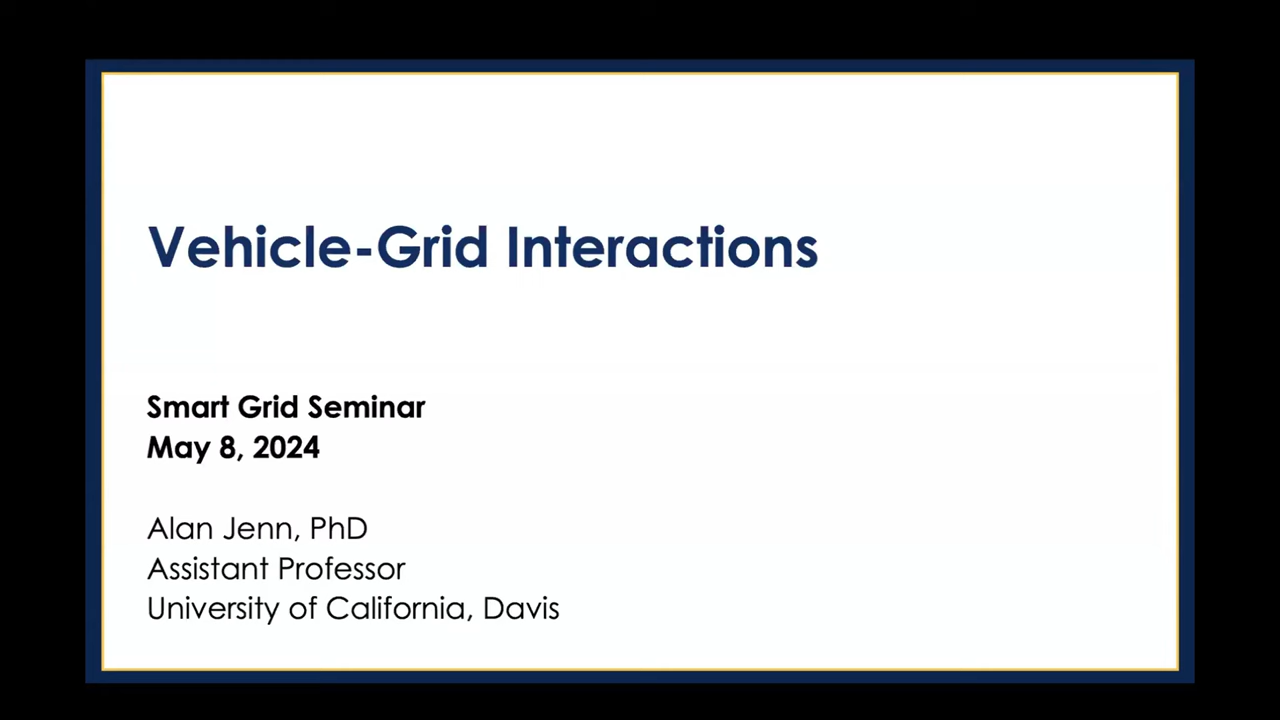 Vehicle-Grid Interactions
Smart Grid Seminar
May 8, 2024
Alan Jenn, PhD
Assistant Professor
University of California, Davis